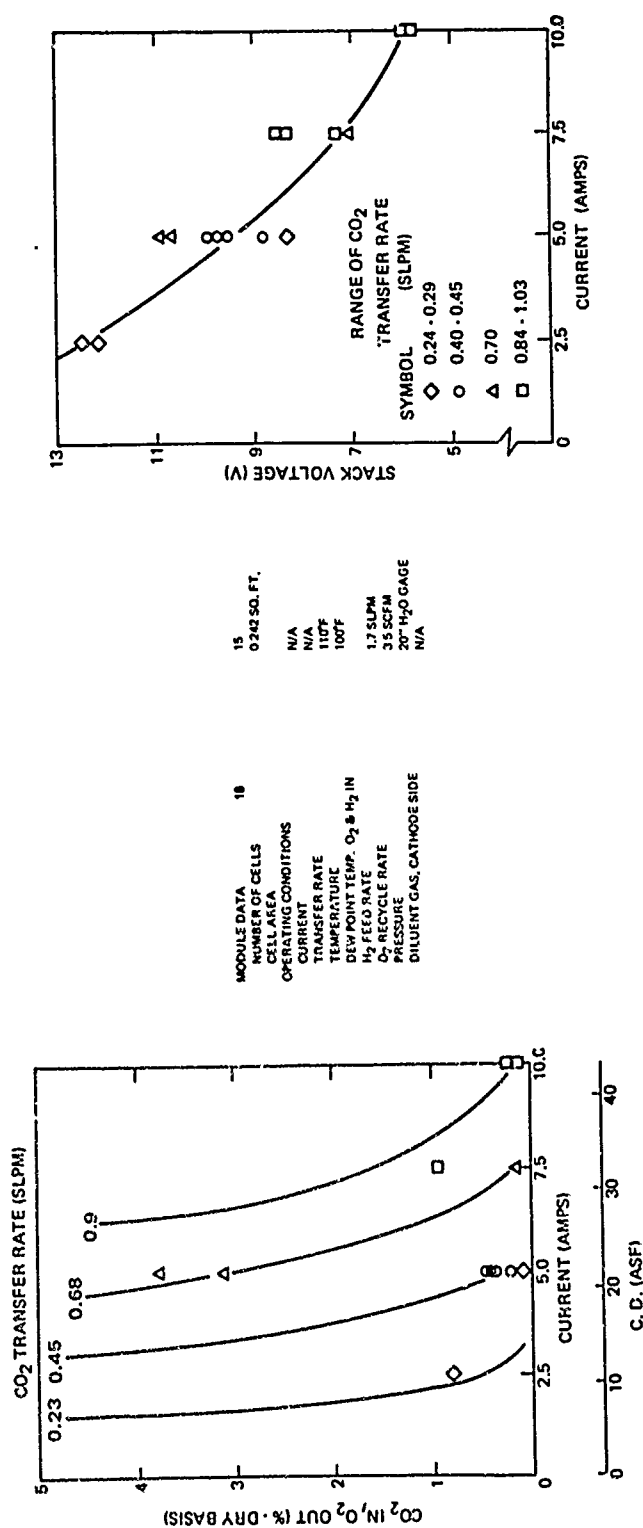 CO2 TRANSFER RATE (SLPM)
5
4
3
2
1
0
CO2 IN, O2 OUT (% - DRY BASIS)
0.23
0.45
0.68
0.9
2.5
5.0
7.5
10.0
CURRENT (AMPS)
0
10
20
30
40
C. D. (ASF)
MODULE DATA 18
NUMBER OF CELLS 15
CELL AREA 0.242 SQ. FT.
OPERATING CONDITIONS
CURRENT N/A
TRANSFER RATE N/A
TEMPERATURE 110°F
DEW POINT TEMP. O2 & H2 IN 100°F
H2 FEED RATE 1.7 SLPM
O2 RECYCLE RATE 35 SCFM
PRESSURE 20" H2O GAGE
DILUENT GAS, CATHODE SIDE N/A
13
11
9
7
5
STACK VOLTAGE (V)
RANGE OF CO2
TRANSFER RATE
SYMBOL (SLPM)
◇ 0.24 - 0.29
○ 0.40 - 0.45
△ 0.70
□ 0.84 - 1.03
0
2.5
5.0
7.5
10.0
CURRENT (AMPS)